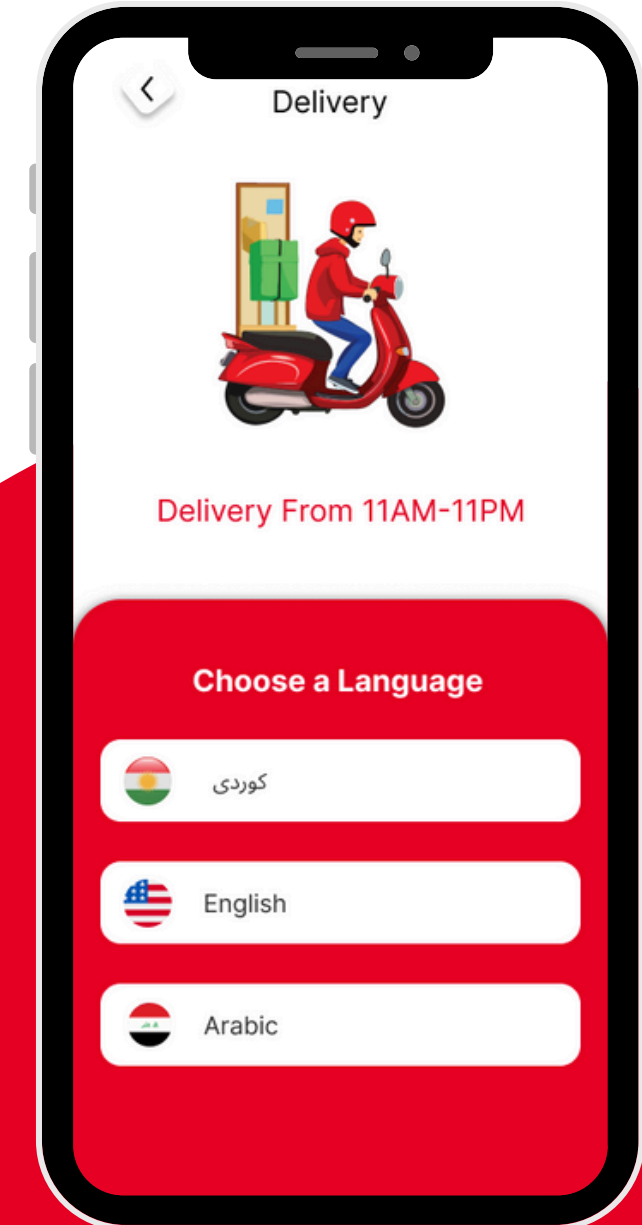 Delivery
Delivery From 11AM-11PM
Choose a Language
کوردی
English
Arabic